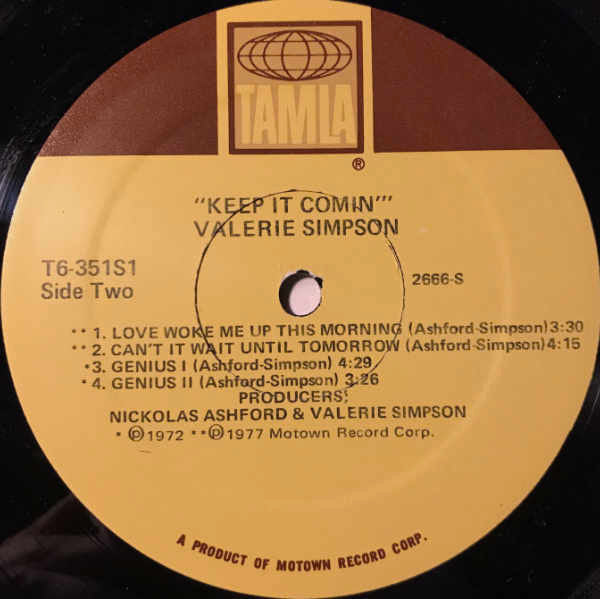 TAMLA
®
"KEEP IT COMIN'"
VALERIE SIMPSON
T6-351S1
Side Two
2666-S
** 1. LOVE WOKE ME UP THIS MORNING (Ashford-Simpson)3:30
** 2. CAN'T IT WAIT UNTIL TOMORROW (Ashford-Simpson)4:15
*3. GENIUS I (Ashford-Simpson) 4:29
* 4. GENIUS II (Ashford-Simpson) 3:26
PRODUCERS:
NICKOLAS ASHFORD & VALERIE SIMPSON
* ℗1972 **℗1977 Motown Record Corp.
A PRODUCT OF MOTOWN RECORD CORP.